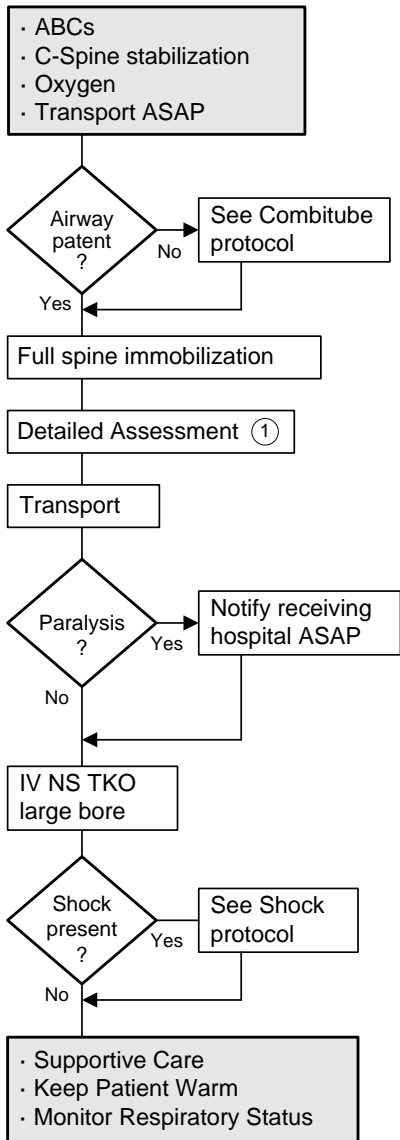 · ABCs
· C-Spine stabilization
· Oxygen
· Transport ASAP
Airway
patent
?
No
See Combitube
protocol
Yes
Full spine immobilization
Detailed Assessment 1
Transport
Paralysis
?
Yes
Notify receiving
hospital ASAP
No
IV NS TKO
large bore
Shock
present
?
Yes
See Shock
protocol
No
· Supportive Care
· Keep Patient Warm
· Monitor Respiratory Status